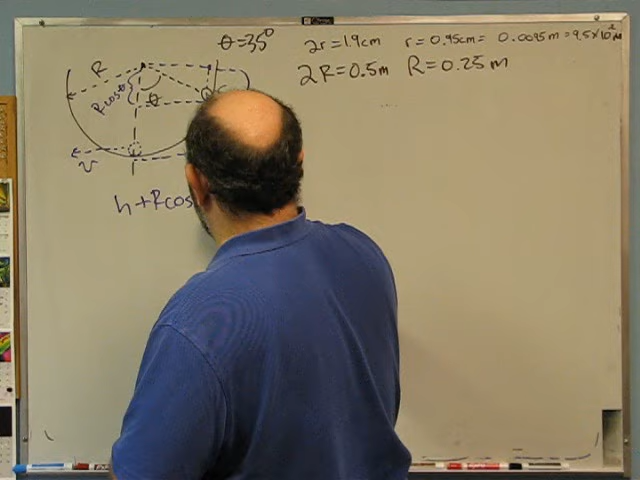 θ = 35°
2r = 1.9cm r = 0.95cm = 0.0095m = 9.5×10⁻³m
2R = 0.5m R = 0.25m
R
Rcosθ
θ
v
h + Rcos